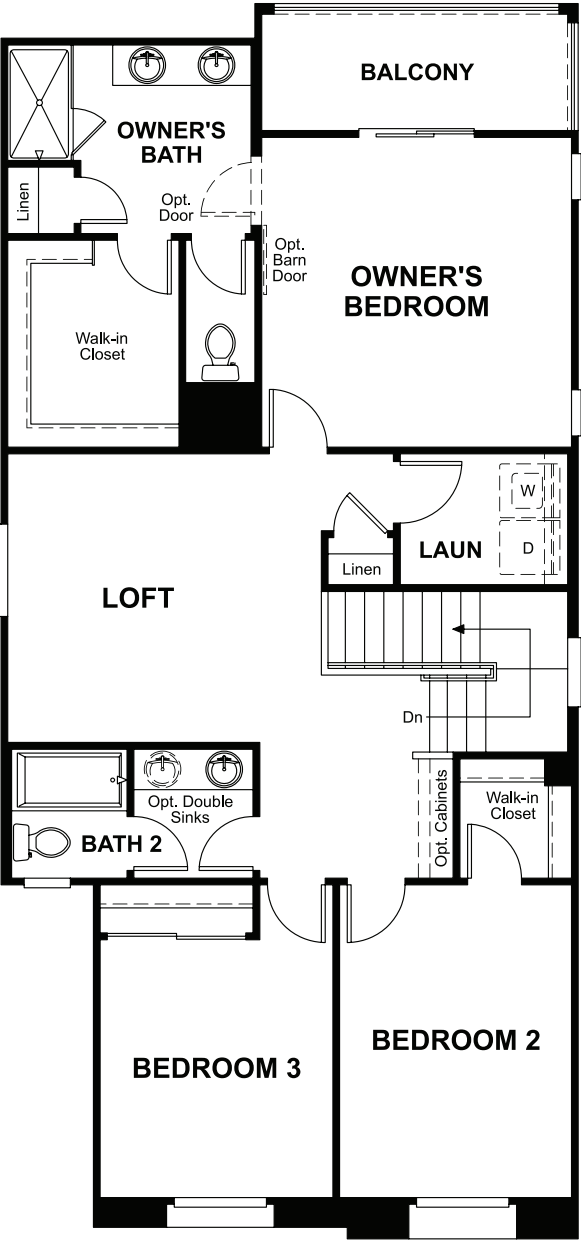 BALCONY
OWNER'S
BATH
Linen
Opt.
Door
Opt.
Barn
Door
OWNER'S
BEDROOM
Walk-in
Closet
W
D
LAUN
Linen
LOFT
Dn
Opt. Double
Sinks
BATH 2
Opt. Cabinets
Walk-in
Closet
BEDROOM 2
BEDROOM 3